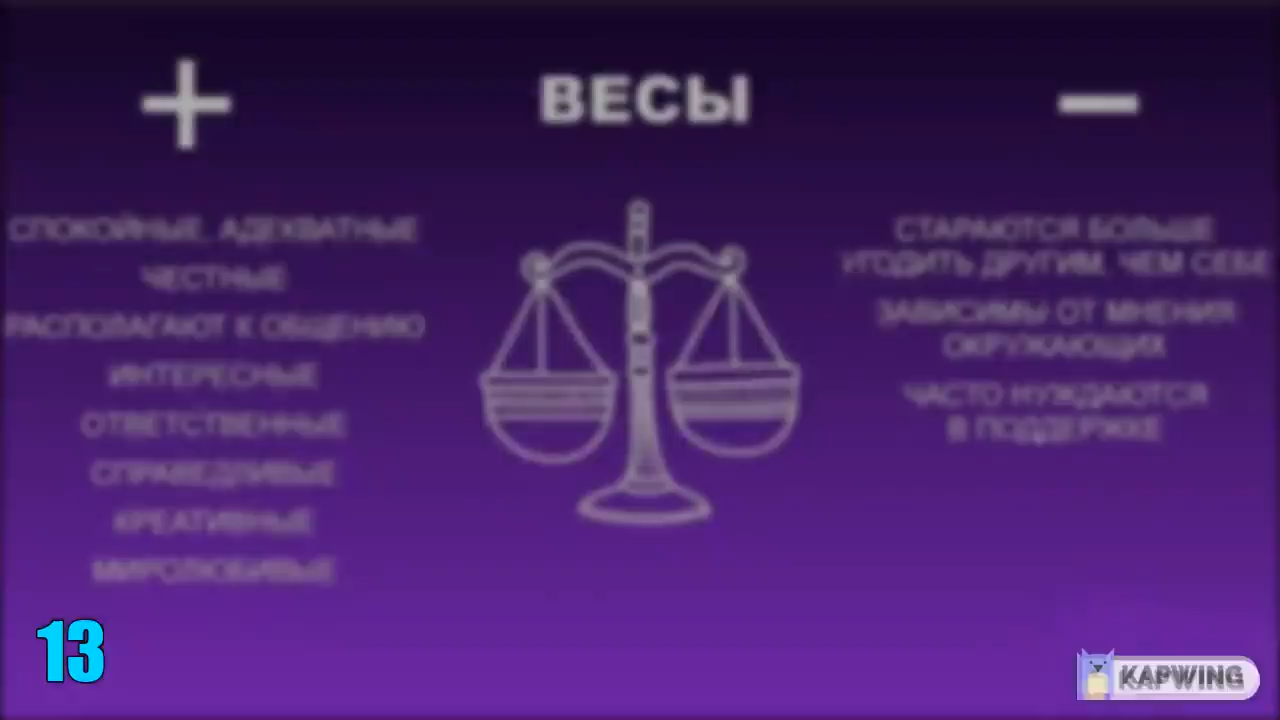 +
ВЕСЫ
−
СПОКОЙНЫЕ, АДЕКВАТНЫЕ
ЧЕСТНЫЕ
РАСПОЛАГАЮТ К ОБЩЕНИЮ
ИНТЕРЕСНЫЕ
ОТВЕТСТВЕННЫЕ
СПРАВЕДЛИВЫЕ
КРЕАТИВНЫЕ
МИРОЛЮБИВЫЕ
СТАРАЮТСЯ БОЛЬШЕ
УГОДИТЬ ДРУГИМ, ЧЕМ СЕБЕ
ЗАВИСИМЫ ОТ МНЕНИЯ
ОКРУЖАЮЩИХ
ЧАСТО НУЖДАЮТСЯ
В ПОДДЕРЖКЕ
13
KAPWING